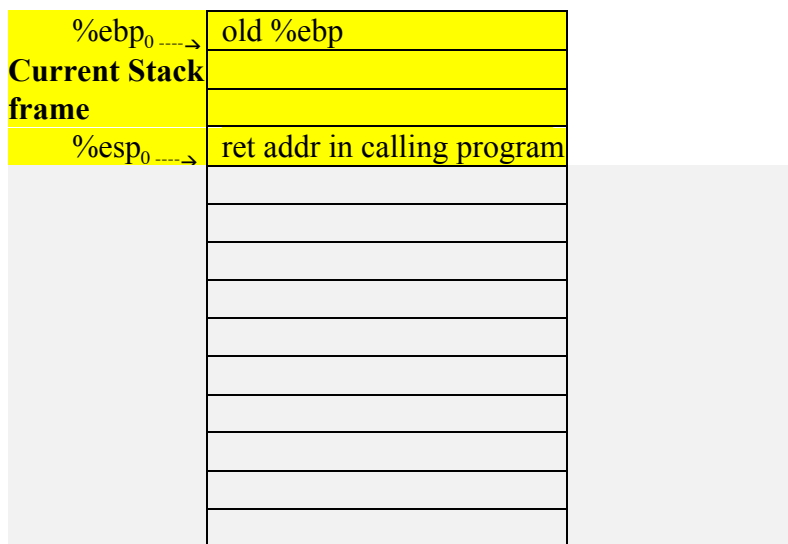 %ebp₀ ----→ old %ebp
Current Stack
frame
%esp₀ ----→ ret addr in calling program